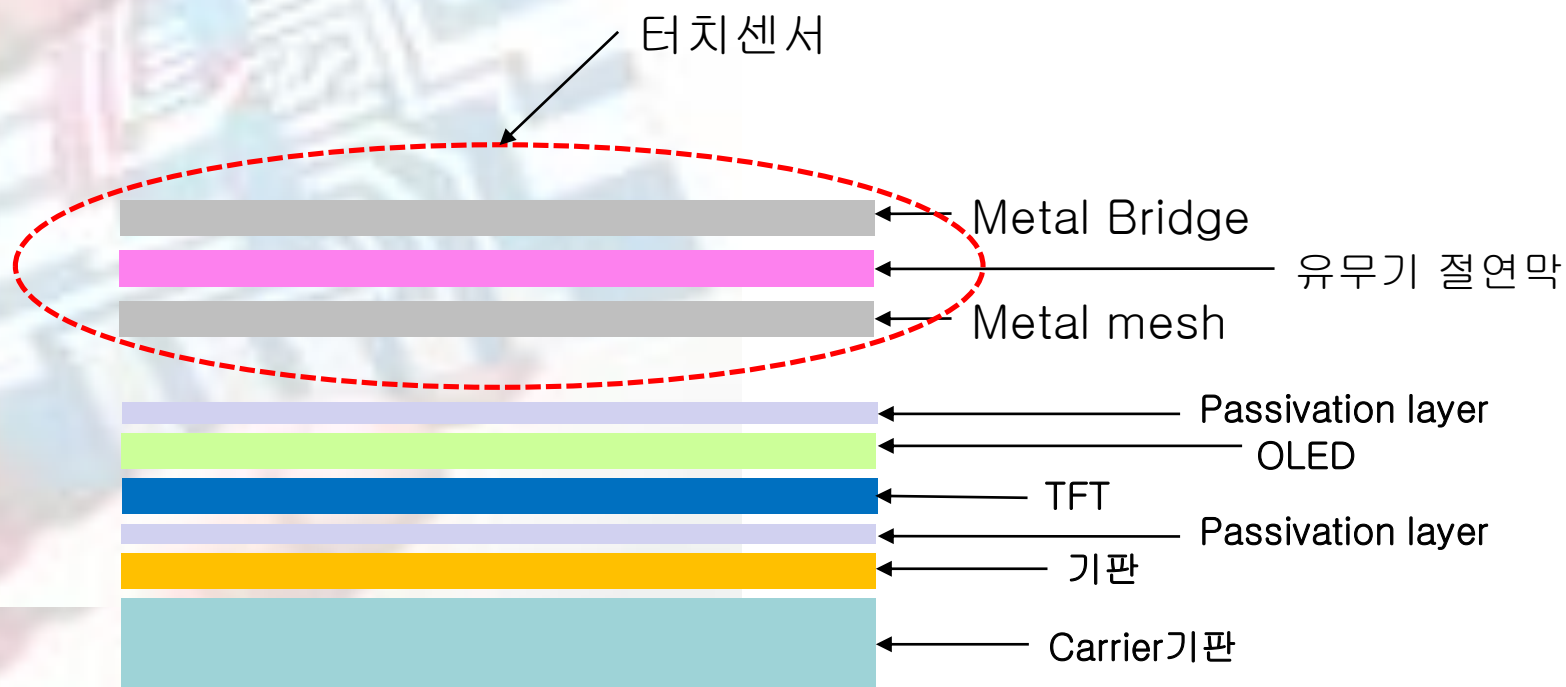 터치센서
Metal Bridge
유무기 절연막
Metal mesh
Passivation layer
OLED
TFT
Passivation layer
기판
Carrier기판